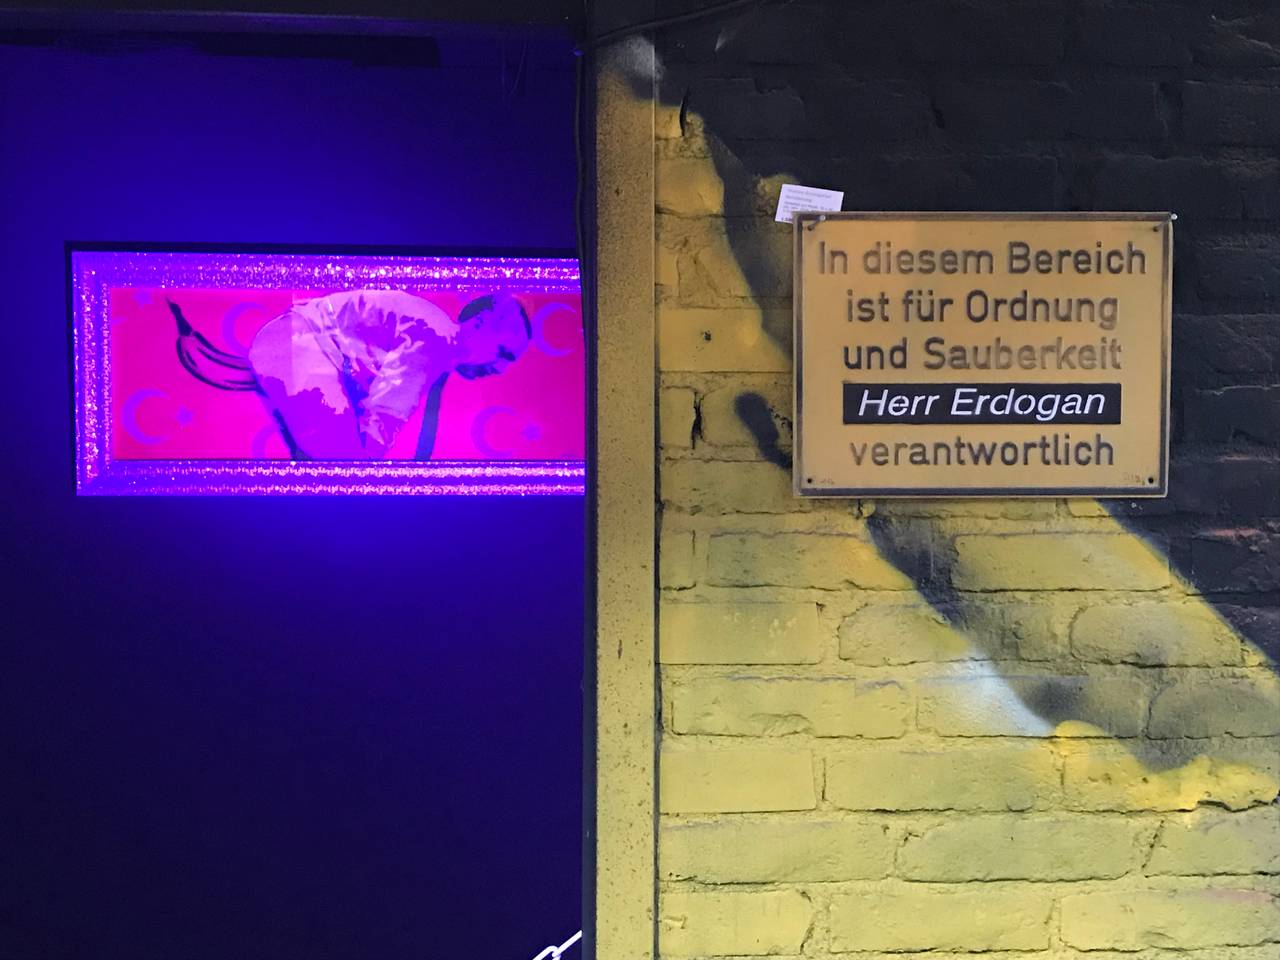 In diesem Bereich
ist für Ordnung
und Sauberkeit
Herr Erdogan
verantwortlich